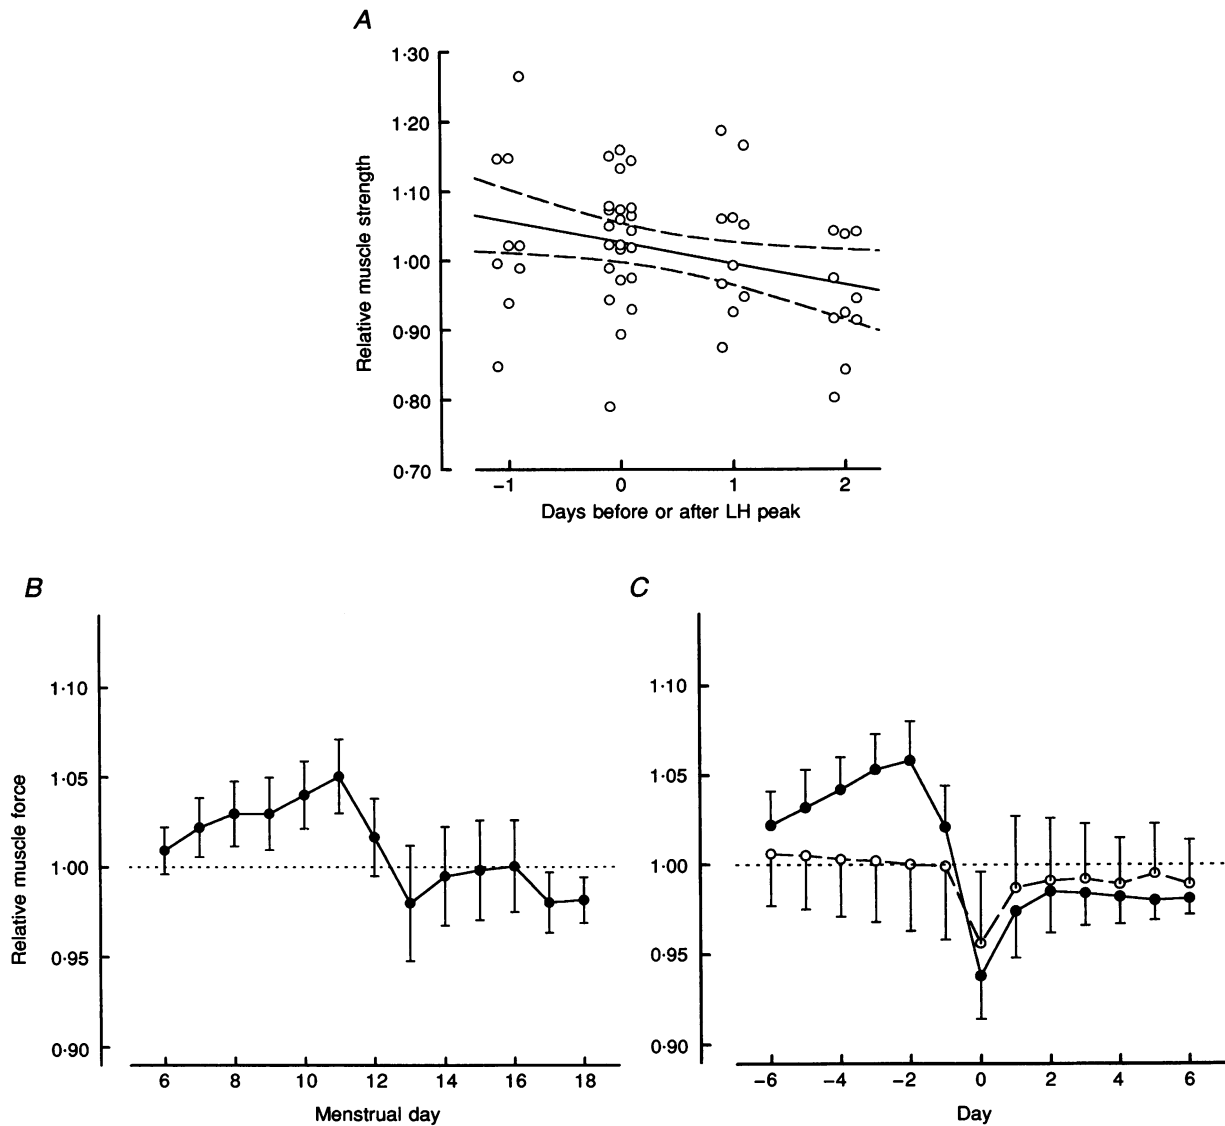 A
1·30
1·20
1·10
1·00
0·90
0·80
0·70
Relative muscle strength
−1 0 1 2
Days before or after LH peak
B
1·10
1·05
1·00
0·95
0·90
Relative muscle force
6 8 10 12 14 16 18
Menstrual day
C
1·10
1·05
1·00
0·95
0·90
−6 −4 −2 0 2 4 6
Day